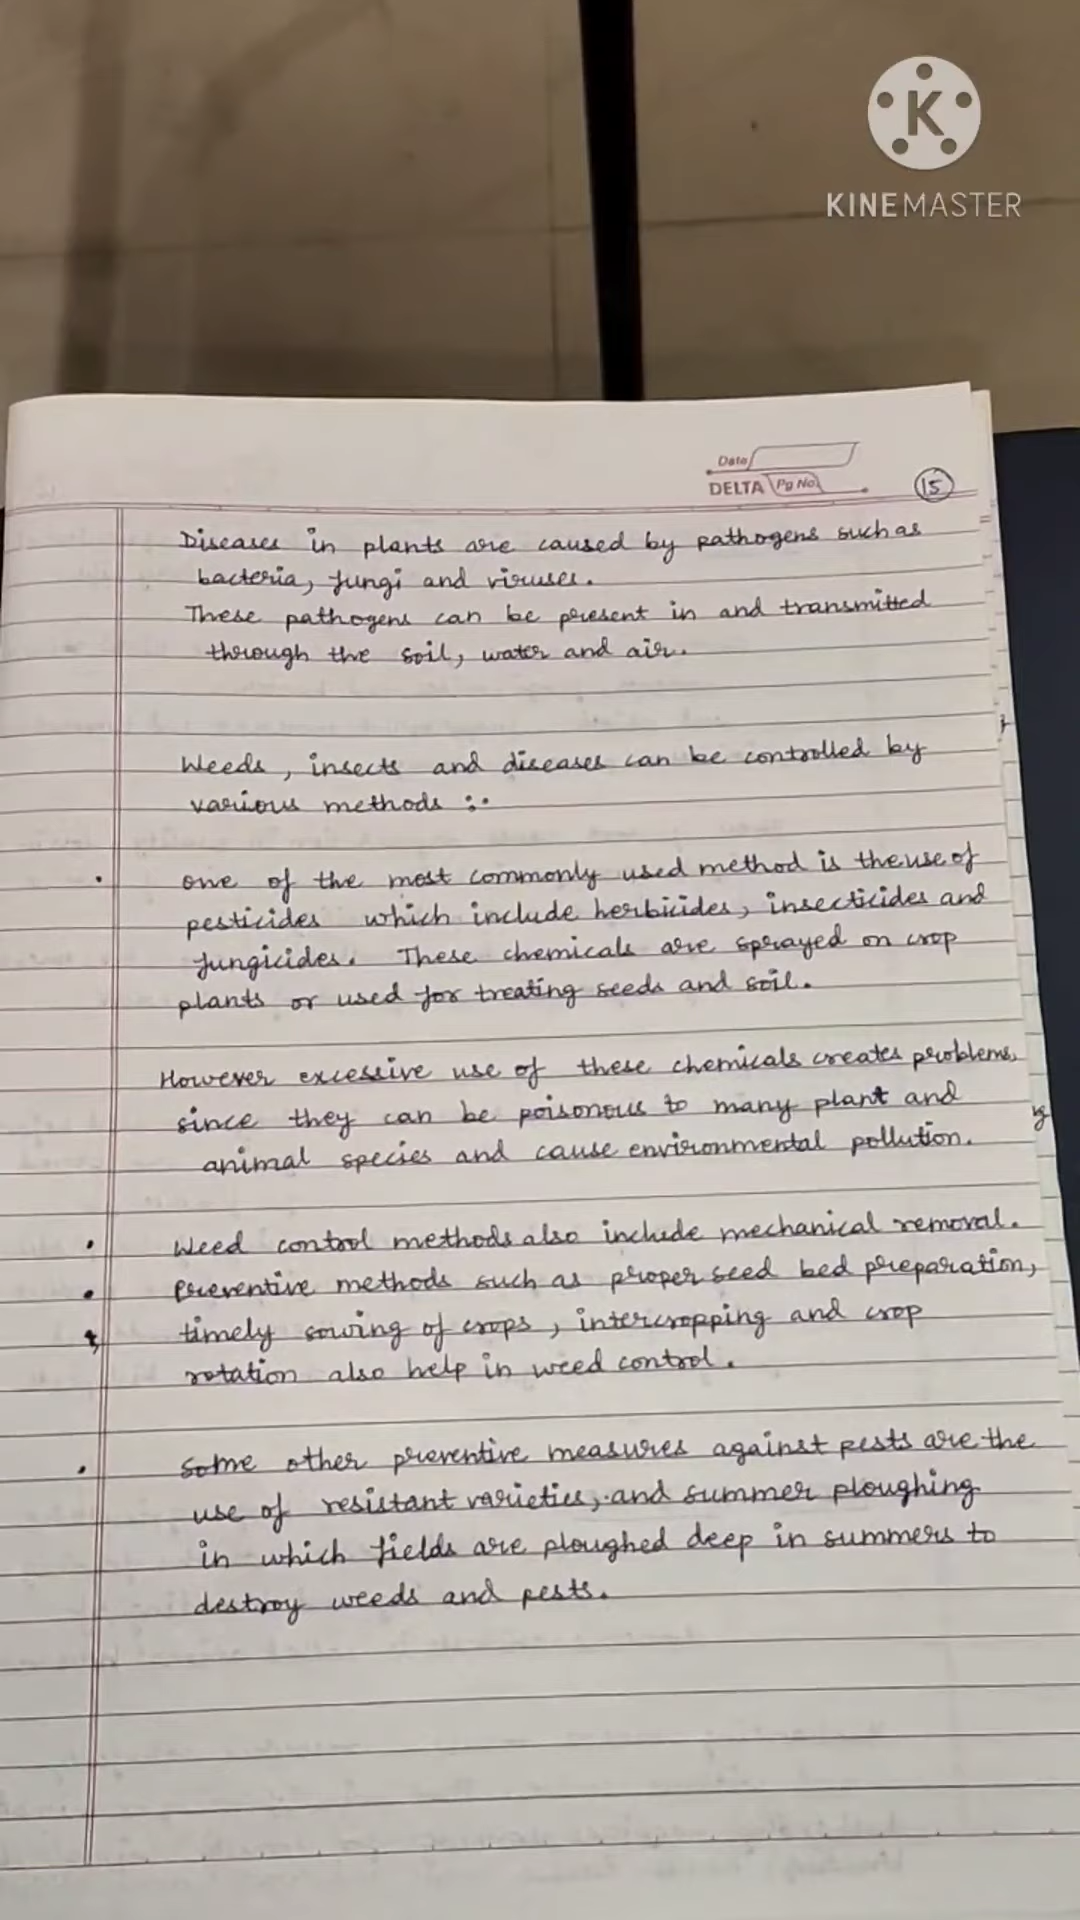 K
KINEMASTER
Date
DELTA Pg No.
15
Diseases in plants are caused by pathogens such as
bacteria, fungi and viruses.
These pathogens can be present in and transmitted
through the soil, water and air.
Weeds, insects and diseases can be controlled by
various methods :-
• One of the most commonly used method is the use of
pesticides which include herbicides, insecticides and
fungicides. These chemicals are sprayed on crop
plants or used for treating seeds and soil.
However excessive use of these chemicals creates problems,
since they can be poisonous to many plant and
animal species and cause environmental pollution.
• Weed control methods also include mechanical removal.
• Preventive methods such as proper seed bed preparation,
timely sowing of crops, intercropping and crop
rotation also help in weed control.
• Some other preventive measures against pests are the
use of resistant varieties, and summer ploughing
in which fields are ploughed deep in summers to
destroy weeds and pests.